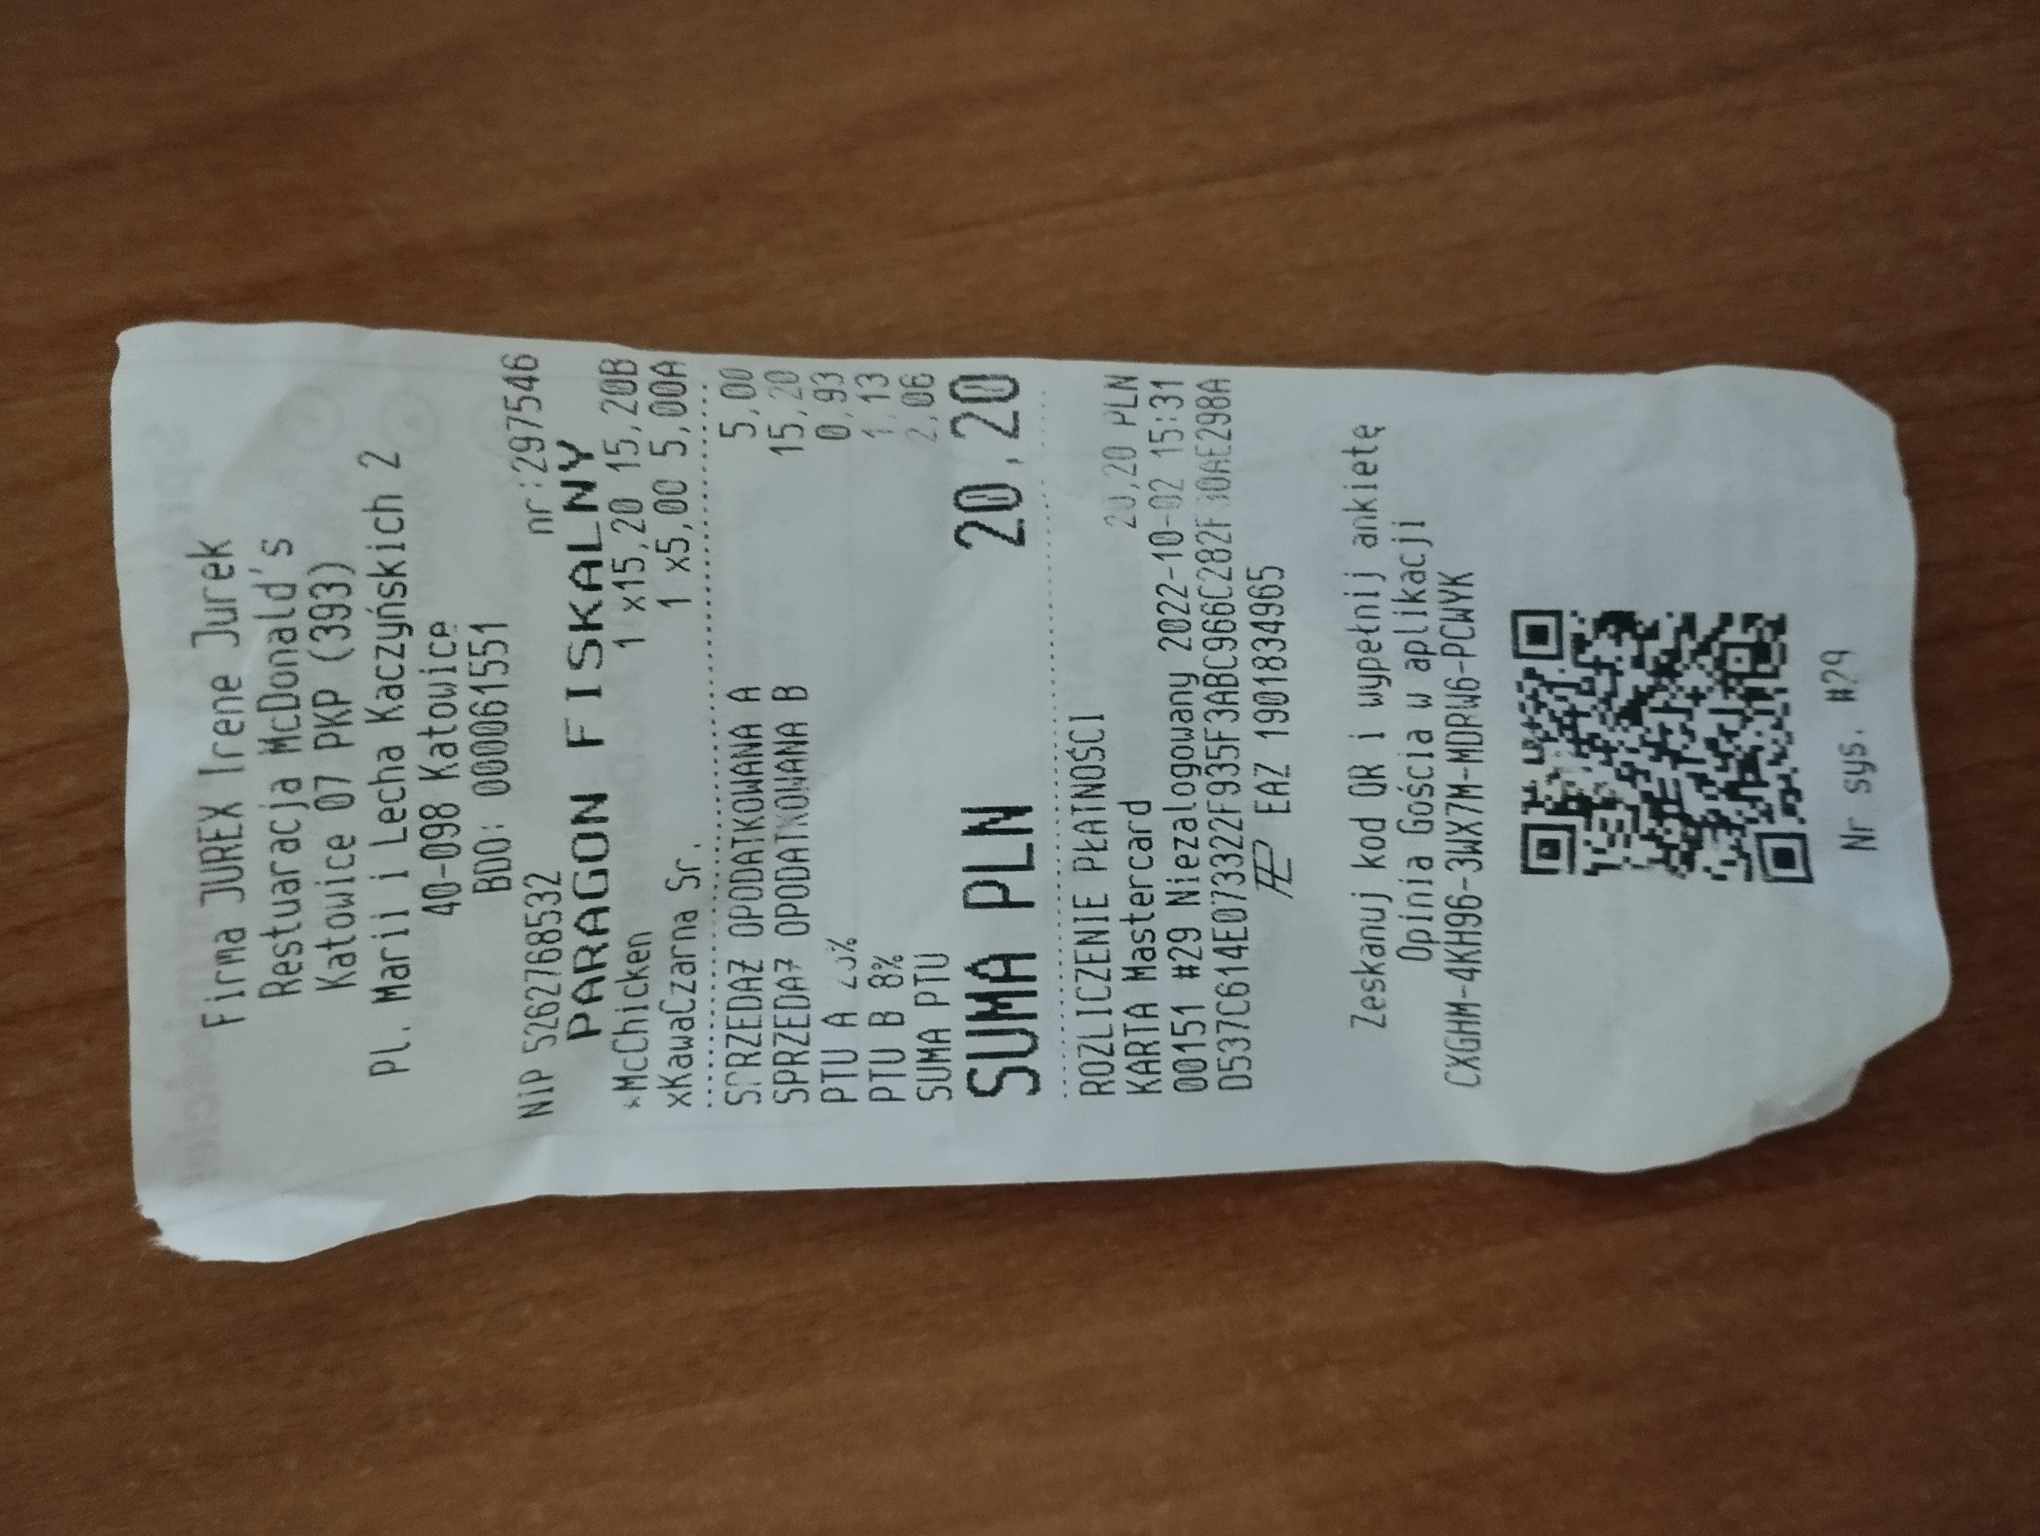 Firma JUREX Irene Jurek
Restuaracja McDonald's
Katowice 07 PKP (393)
Pl. Marii i Lecha Kaczyńskich 2
40-098 Katowice
BDO: 000061551
NIP 5262768532 nr:297546
PARAGON FISKALNY
*McChicken 1 x15,20 15,20B
xKawaCzarna Sr. 1 x5,00 5,00A
SPRZEDAŻ OPODATKOWANA A 5,00
SPRZEDAŻ OPODATKOWANA B 15,20
PTU A 23% 0,93
PTU B 8% 1,13
SUMA PTU 2,06
SUMA PLN 20,20
ROZLICZENIE PŁATNOŚCI
KARTA Mastercard 20,20 PLN
00151 #29 Niezalogowany 2022-10-02 15:31
EAZ 1901834965
Zeskanuj kod QR i wypełnij ankietę
Opinia Gościa w aplikacji
CXGHM-4KH96-3WX7M-MDRW6-PCWYK
Nr sys. #29